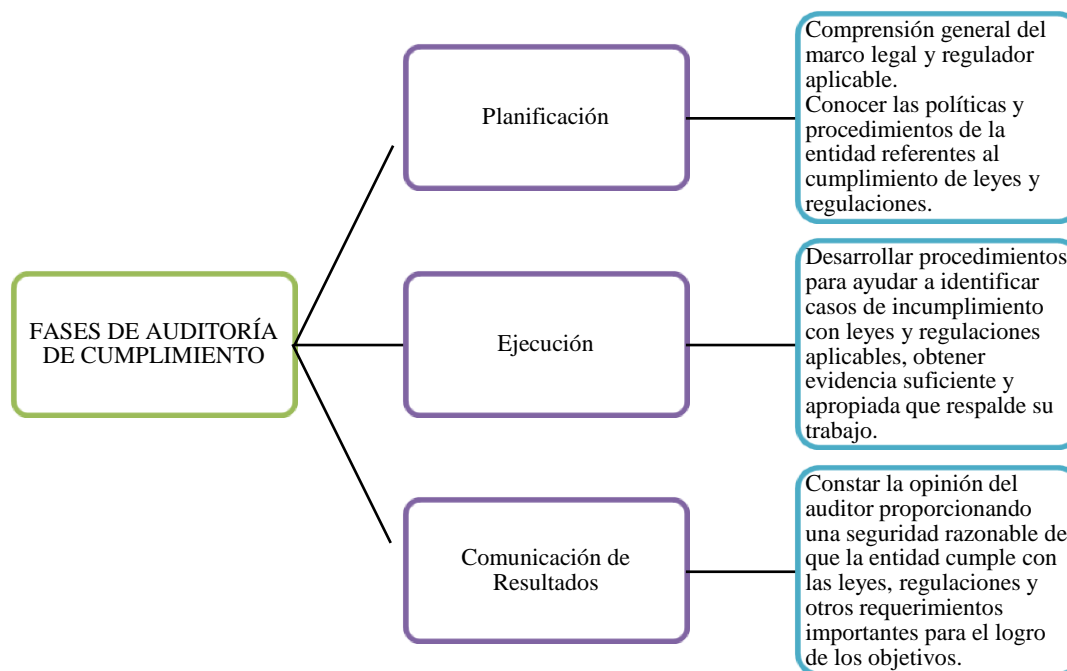 FASES DE AUDITORÍA
DE CUMPLIMIENTO
Planificación
Comprensión general del
marco legal y regulador
aplicable.
Conocer las políticas y
procedimientos de la
entidad referentes al
cumplimiento de leyes y
regulaciones.
Ejecución
Desarrollar procedimientos
para ayudar a identificar
casos de incumplimiento
con leyes y regulaciones
aplicables, obtener
evidencia suficiente y
apropiada que respalde su
trabajo.
Comunicación de
Resultados
Constar la opinión del
auditor proporcionando
una seguridad razonable de
que la entidad cumple con
las leyes, regulaciones y
otros requerimientos
importantes para el logro
de los objetivos.